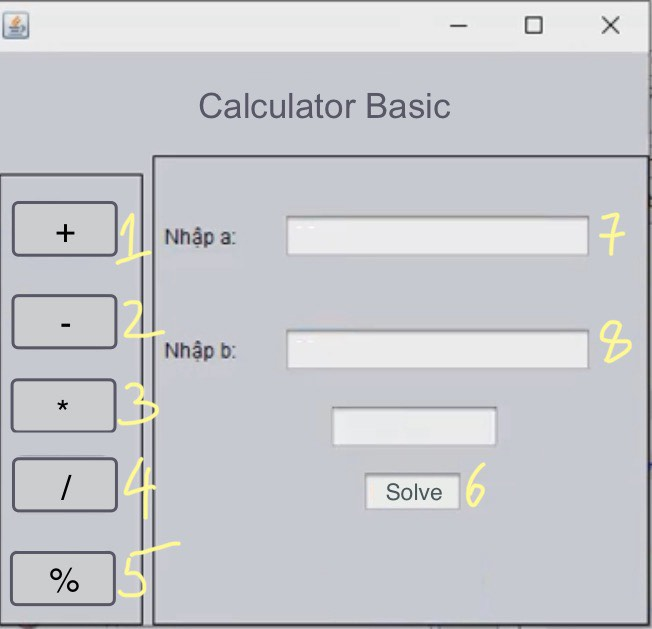 Calculator Basic
+ 1
Nhập a: 7
- 2
Nhập b: 8
* 3
/ 4
Solve 6
% 5